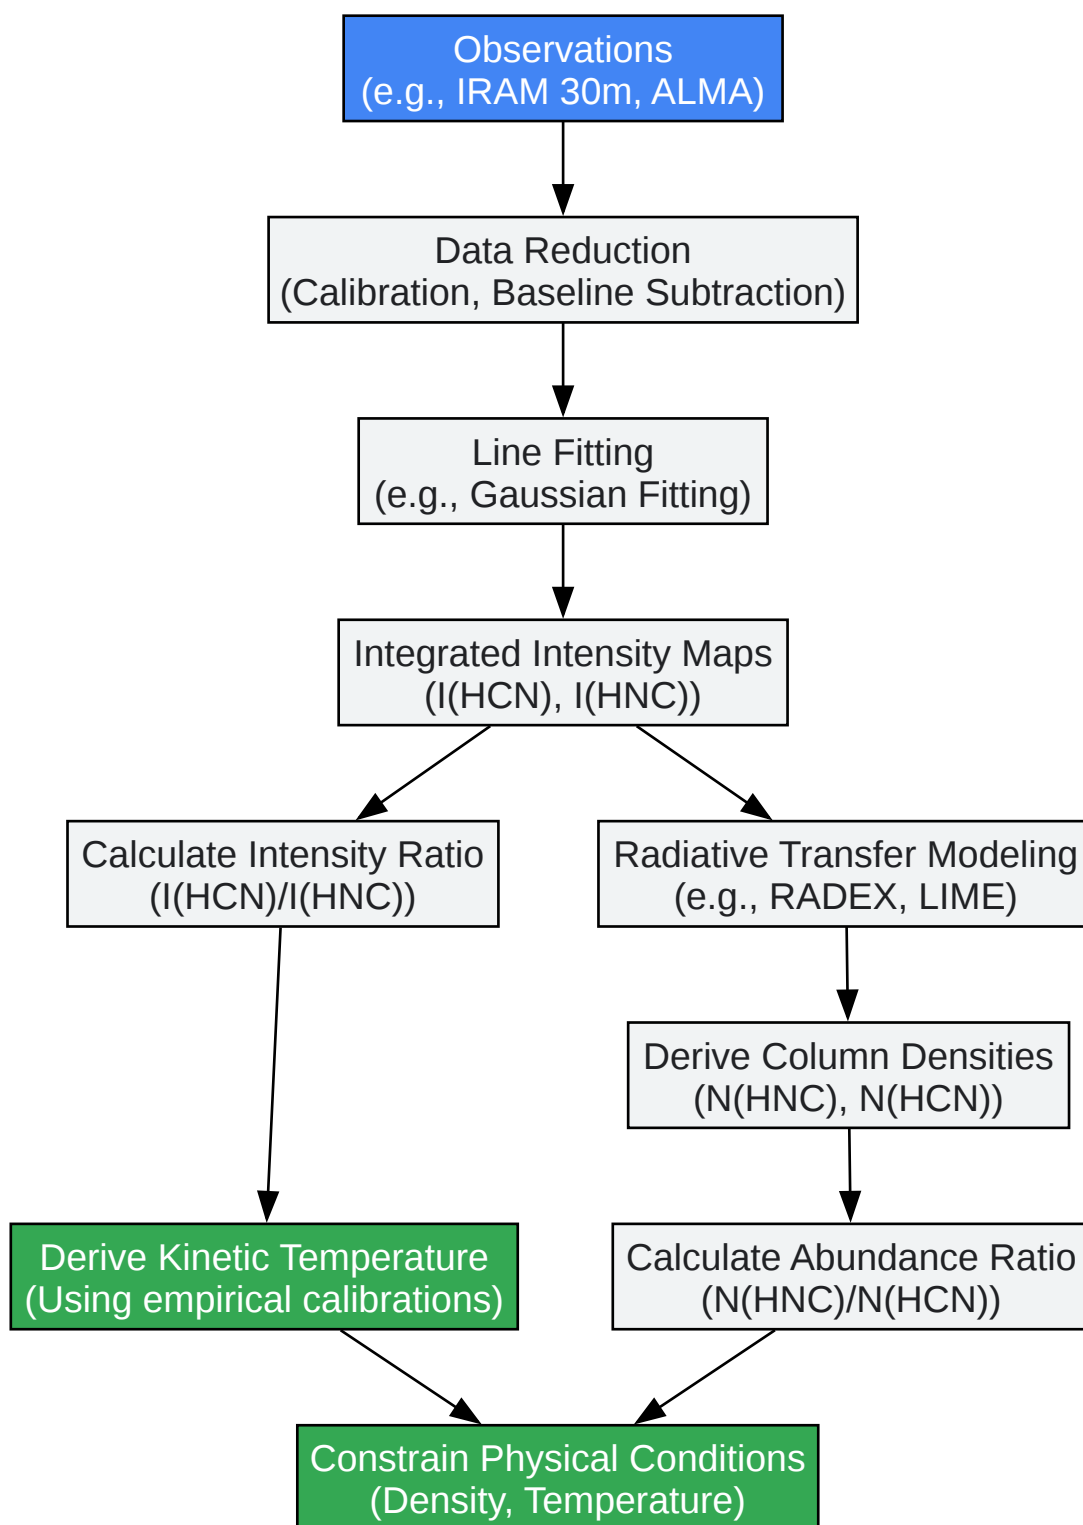 Observations
(e.g., IRAM 30m, ALMA)
Data Reduction
(Calibration, Baseline Subtraction)
Line Fitting
(e.g., Gaussian Fitting)
Integrated Intensity Maps
(I(HCN), I(HNC))
Calculate Intensity Ratio
(I(HCN)/I(HNC))
Radiative Transfer Modeling
(e.g., RADEX, LIME)
Derive Column Densities
(N(HNC), N(HCN))
Derive Kinetic Temperature
(Using empirical calibrations)
Calculate Abundance Ratio
(N(HNC)/N(HCN))
Constrain Physical Conditions
(Density, Temperature)